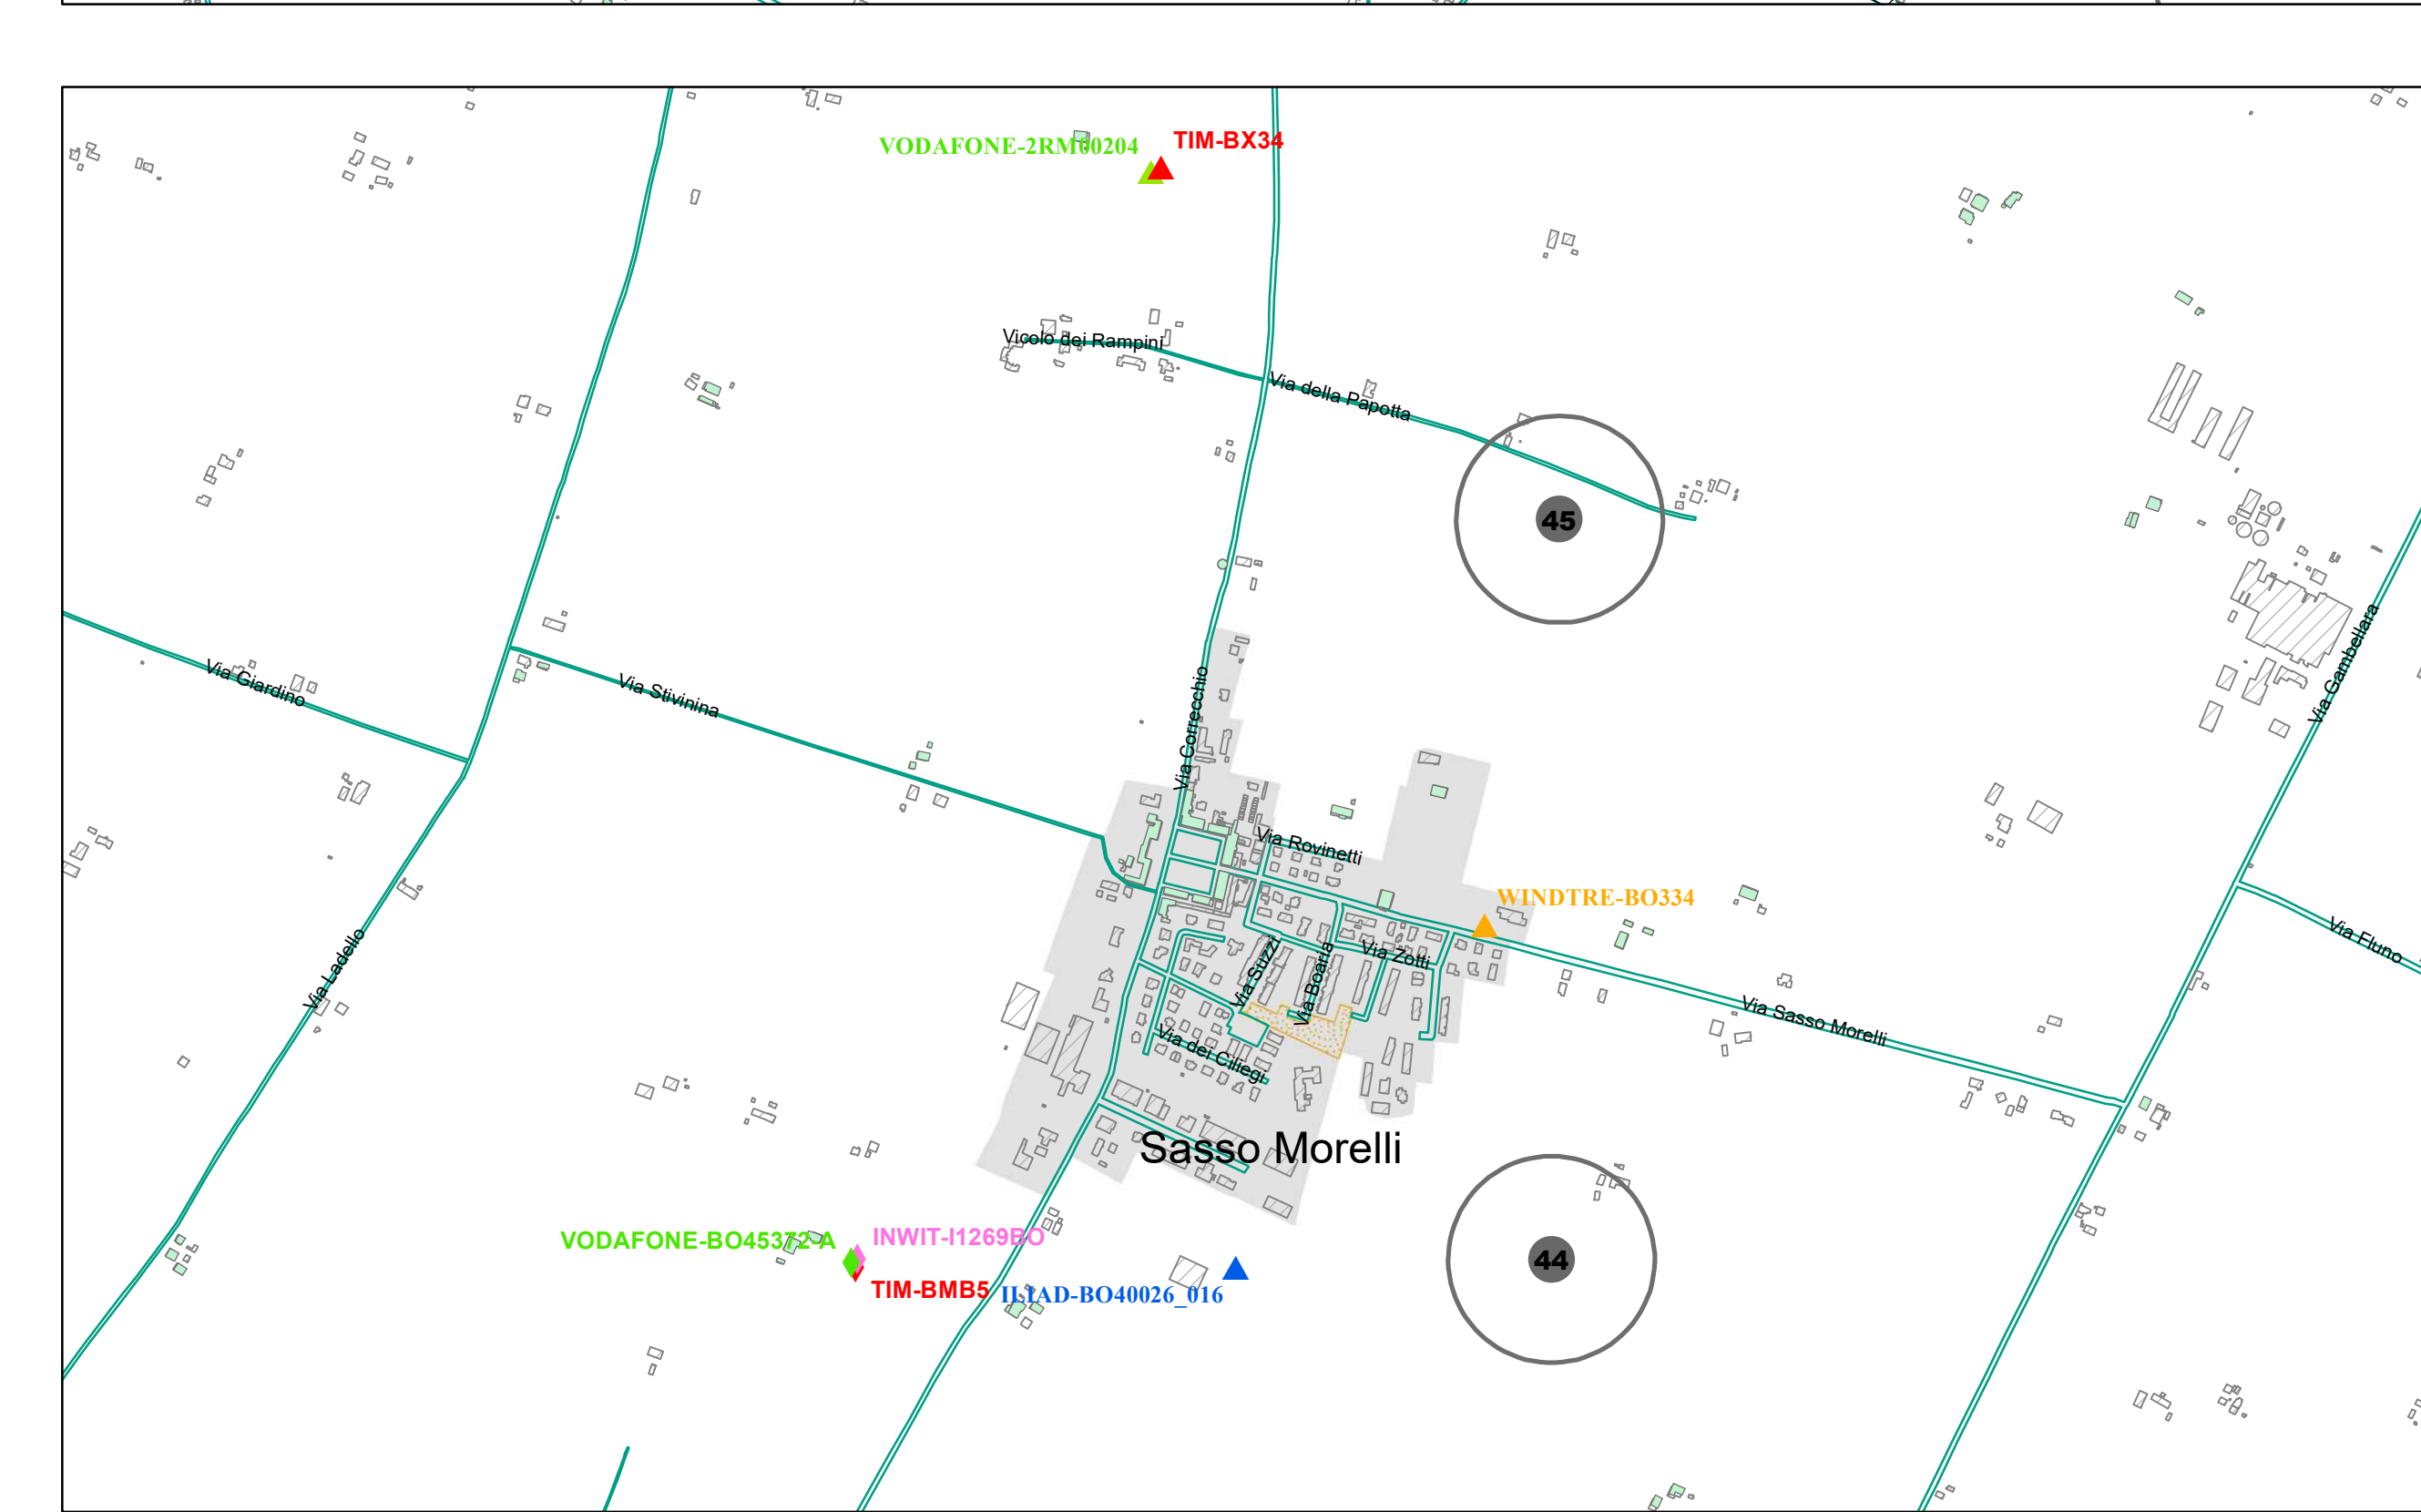 VODAFONE-2RM00204
TIM-BX34
Vicolo dei Rampini
Via della Papotta
45
Via Giardino
Via Stivinina
Via Correcchio
Via Gambellara
Via Rovinetti
WINDTRE-BO334
Via Fluno
Via Ladello
Via Suzzi
Via Boaria
Via Zotti
Via Sasso Morelli
Via dei Ciliegi
Sasso Morelli
VODAFONE-BO45372-A
INWIT-I1269BO
TIM-BMB5
ILIAD-BO40026_016
44